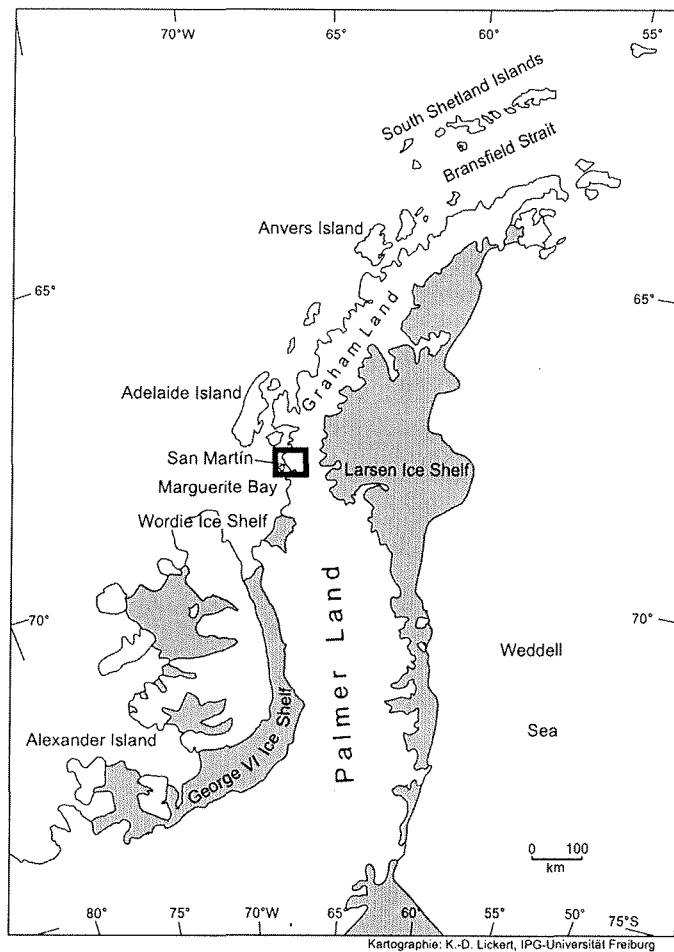 70°W 65° 60° 55°
South Shetland Islands
Bransfield Strait
Anvers Island
65° 65°
Graham Land
Adelaide Island
San Martín
Larsen Ice Shelf
Marguerite Bay
Wordie Ice Shelf
70° 70°
Palmer Land
Weddell
Sea
Alexander Island
George VI Ice Shelf
0 100
km
80° 75° 70°W 65° 60° 55° 50° 75°S
Kartographie: K.-D. Lickert, IPG-Universität Freiburg